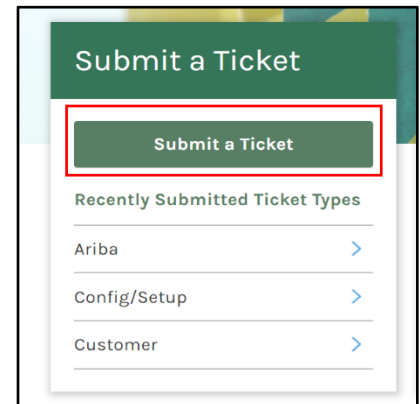 Submit a Ticket
Submit a Ticket
Recently Submitted Ticket Types
Ariba
Config/Setup
Customer